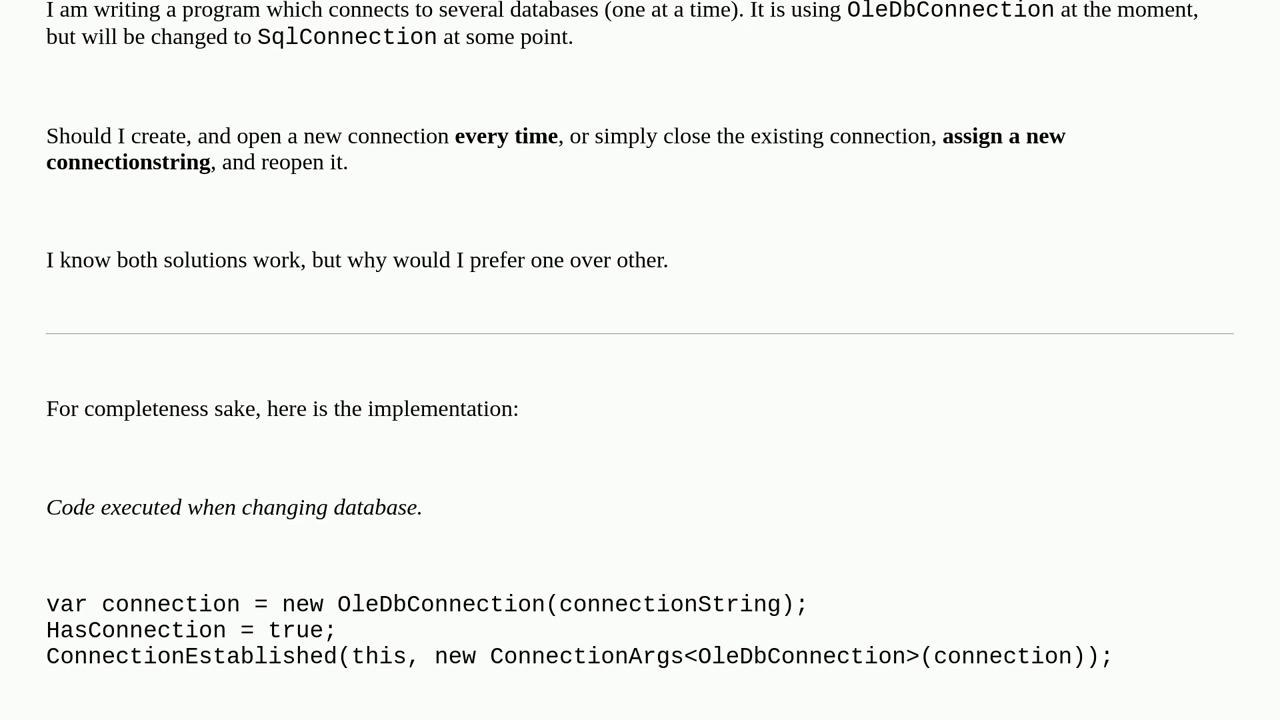 I am writing a program which connects to several databases (one at a time). It is using OleDbConnection at the moment,
but will be changed to SqlConnection at some point.
Should I create, and open a new connection every time, or simply close the existing connection, assign a new
connectionstring, and reopen it.
I know both solutions work, but why would I prefer one over other.
For completeness sake, here is the implementation:
Code executed when changing database.
var connection = new OleDbConnection(connectionString);
HasConnection = true;
ConnectionEstablished(this, new ConnectionArgs<OleDbConnection>(connection));